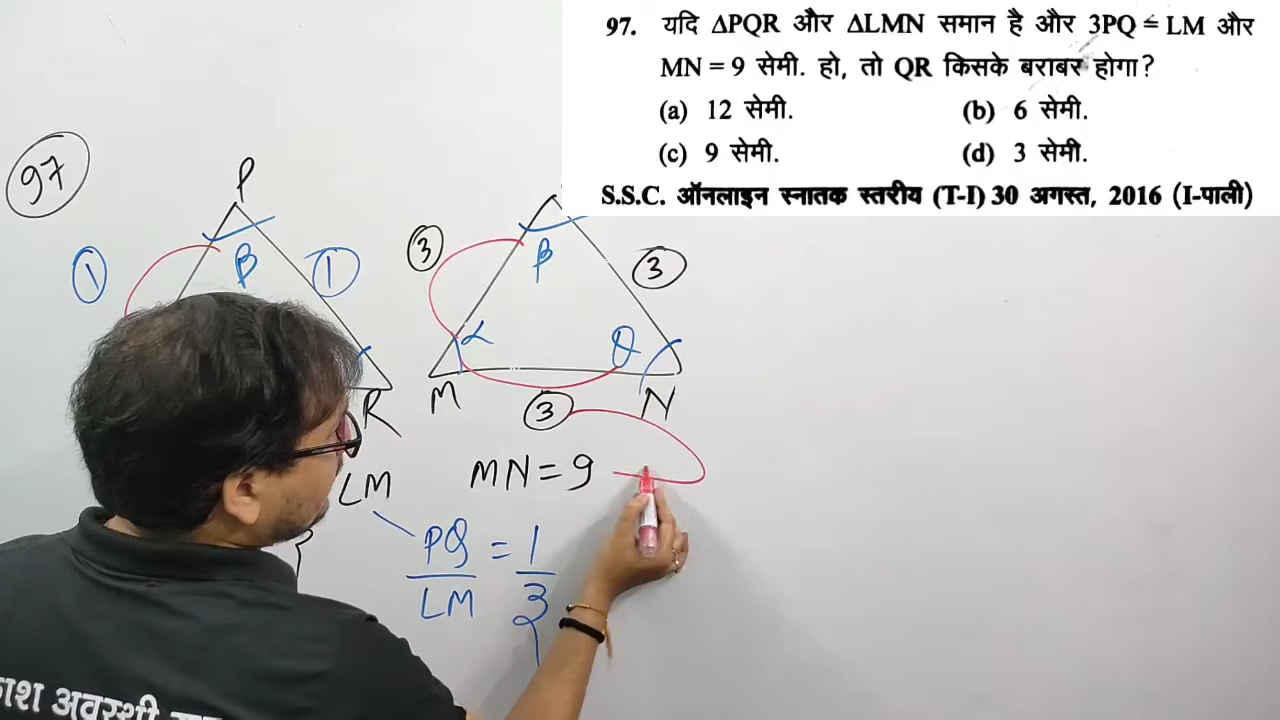 97. यदि ΔPQR और ΔLMN समान है और 3PQ = LM और
MN = 9 सेमी. हो, तो QR किसके बराबर होगा?
(a) 12 सेमी. (b) 6 सेमी.
(c) 9 सेमी. (d) 3 सेमी.
S.S.C. ऑनलाइन स्नातक स्तरीय (T-I) 30 अगस्त, 2016 (I-पाली)
97
P
1 β 1
R
3 β 3
α θ
M N
3
LM MN = 9
PQ = 1
LM 3
अवस्थी